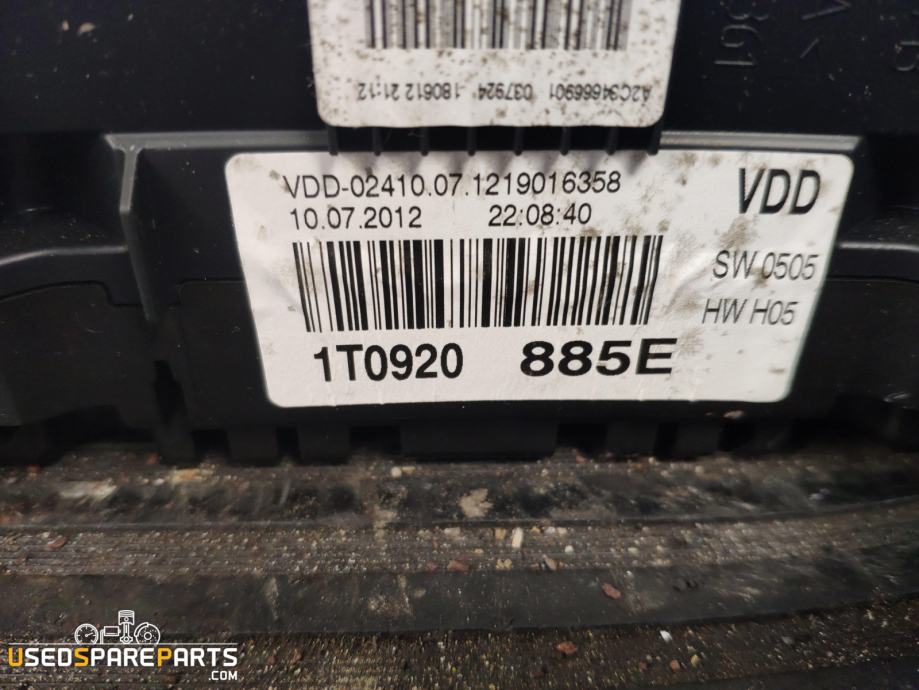 A2C34666901 037924 180612 21:12
VDD-02410.07.1219016358
10.07.2012 22:08:40
VDD
SW 0505
HW H05
1T0920 885E
USEDSPAREPARTS
.COM